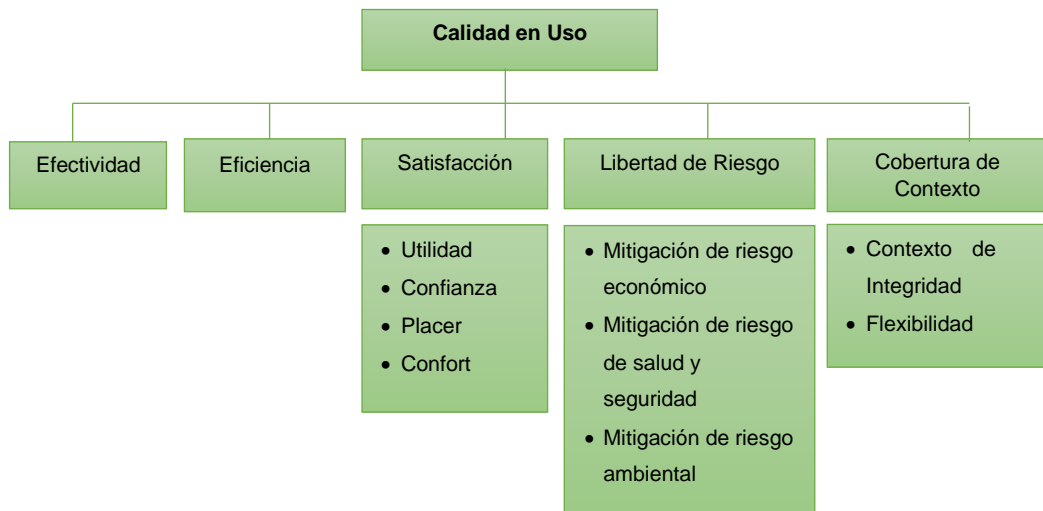 Calidad en Uso
Efectividad
Eficiencia
Satisfacción
Libertad de Riesgo
Cobertura de
Contexto
• Utilidad
• Confianza
• Placer
• Confort
• Mitigación de riesgo
económico
• Mitigación de riesgo
de salud y
seguridad
• Mitigación de riesgo
ambiental
• Contexto de
Integridad
• Flexibilidad